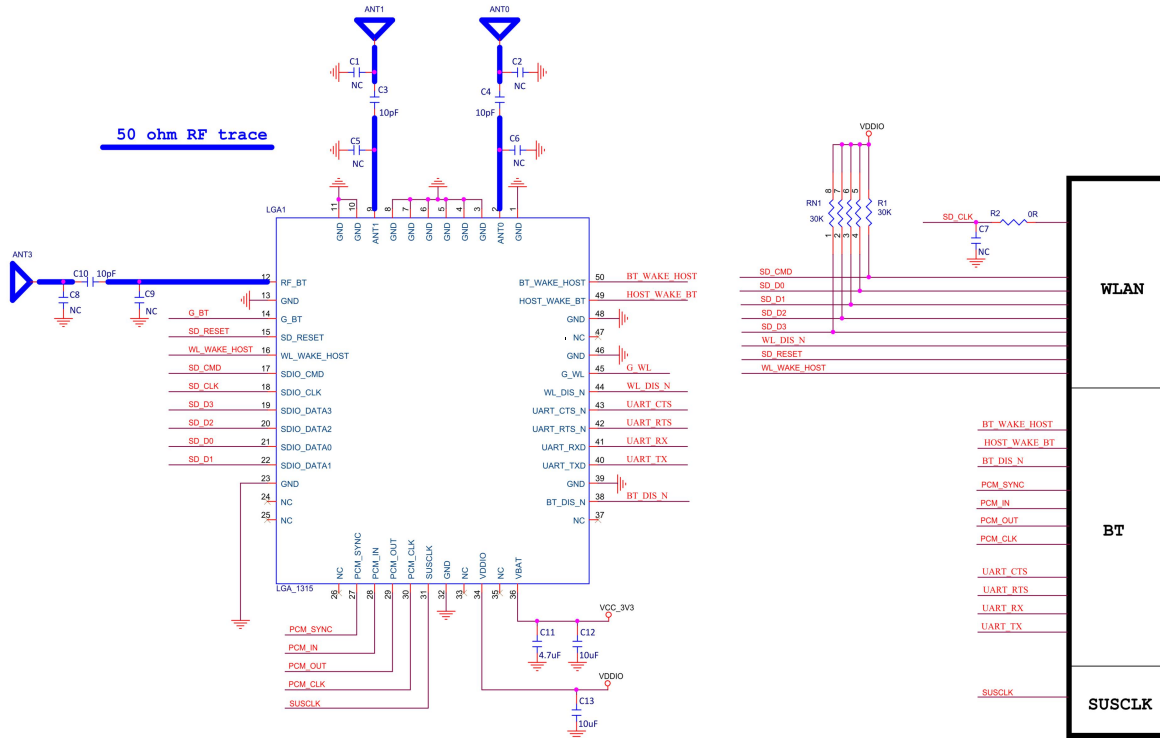 ANT1
ANT0
C1
NC
C2
NC
C3
10pF
C4
10pF
50 ohm RF trace
C5
NC
C6
NC
LGA1
11
10
9
8
7
6
5
4
3
2
1
GND
GND
ANT1
GND
GND
GND
GND
GND
GND
ANT0
GND
ANT3
C10
10pF
C8
NC
C9
NC
12
RF_BT
13
GND
G_BT
14
G_BT
SD_RESET
15
SD_RESET
WL_WAKE_HOST
16
WL_WAKE_HOST
SD_CMD
17
SDIO_CMD
SD_CLK
18
SDIO_CLK
SD_D3
19
SDIO_DATA3
SD_D2
20
SDIO_DATA2
SD_D0
21
SDIO_DATA0
SD_D1
22
SDIO_DATA1
23
GND
24
NC
25
NC
BT_WAKE_HOST
50
BT_WAKE_HOST
HOST_WAKE_BT
49
HOST_WAKE_BT
GND
48
NC
47
GND
46
G_WL
45
G_WL
WL_DIS_N
44
WL_DIS_N
UART_CTS_N
43
UART_CTS
UART_RTS_N
42
UART_RTS
UART_RXD
41
UART_RX
UART_TXD
40
UART_TX
GND
39
BT_DIS_N
38
BT_DIS_N
NC
37
NC
PCM_SYNC
PCM_IN
PCM_OUT
PCM_CLK
SUSCLK
GND
NC
VDDIO
NC
VBAT
LGA_1315
26
27
28
29
30
31
32
33
34
35
36
PCM_SYNC
PCM_IN
PCM_OUT
PCM_CLK
SUSCLK
VCC_3V3
C11
4.7uF
C12
10uF
VDDIO
C13
10uF
VDDIO
8
7
6
5
RN1
30K
R1
30K
1
2
3
4
SD_CLK
R2
0R
C7
NC
SD_CMD
SD_D0
SD_D1
SD_D2
SD_D3
WL_DIS_N
SD_RESET
WL_WAKE_HOST
WLAN
BT_WAKE_HOST
HOST_WAKE_BT
BT_DIS_N
PCM_SYNC
PCM_IN
PCM_OUT
PCM_CLK
UART_CTS
UART_RTS
UART_RX
UART_TX
BT
SUSCLK
SUSCLK